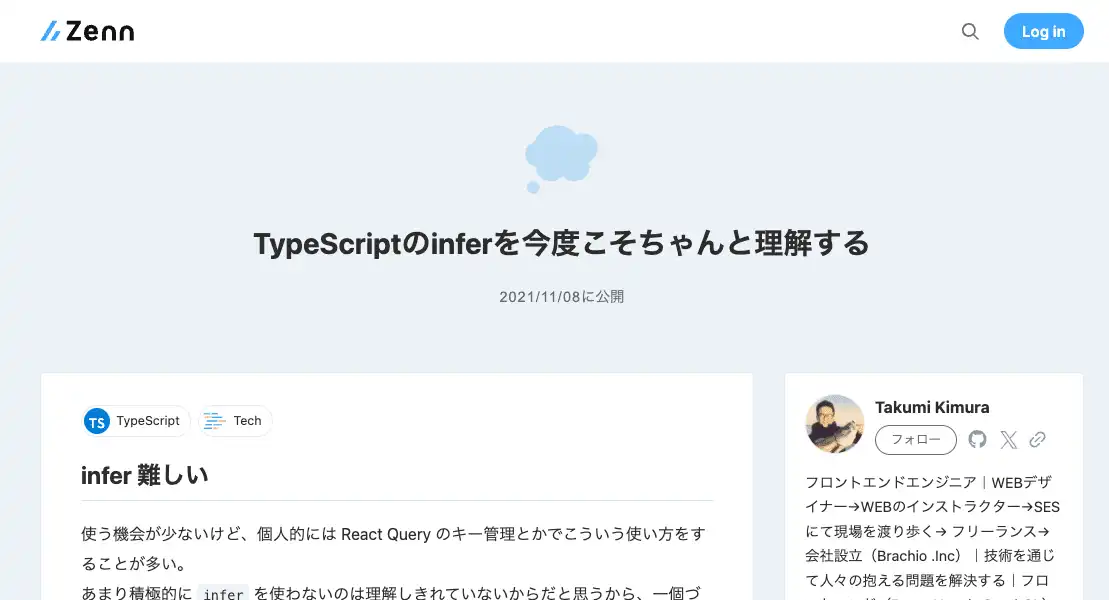 Zenn
Log in
TypeScriptのinferを今度こそちゃんと理解する
2021/11/08に公開
TS TypeScript
Tech
infer 難しい
使う機会が少ないけど、個人的には React Query のキー管理とかでこういう使い方をす
ることが多い。
あまり積極的に infer を使わないのは理解しきれていないからだと思うから、一個づ
Takumi Kimura
フォロー
フロントエンドエンジニア｜WEBデザ
イナー→WEBのインストラクター→SES
にて現場を渡り歩く→ フリーランス→
会社設立（Brachio .Inc）｜技術を通じ
て人々の抱える問題を解決する｜フロ